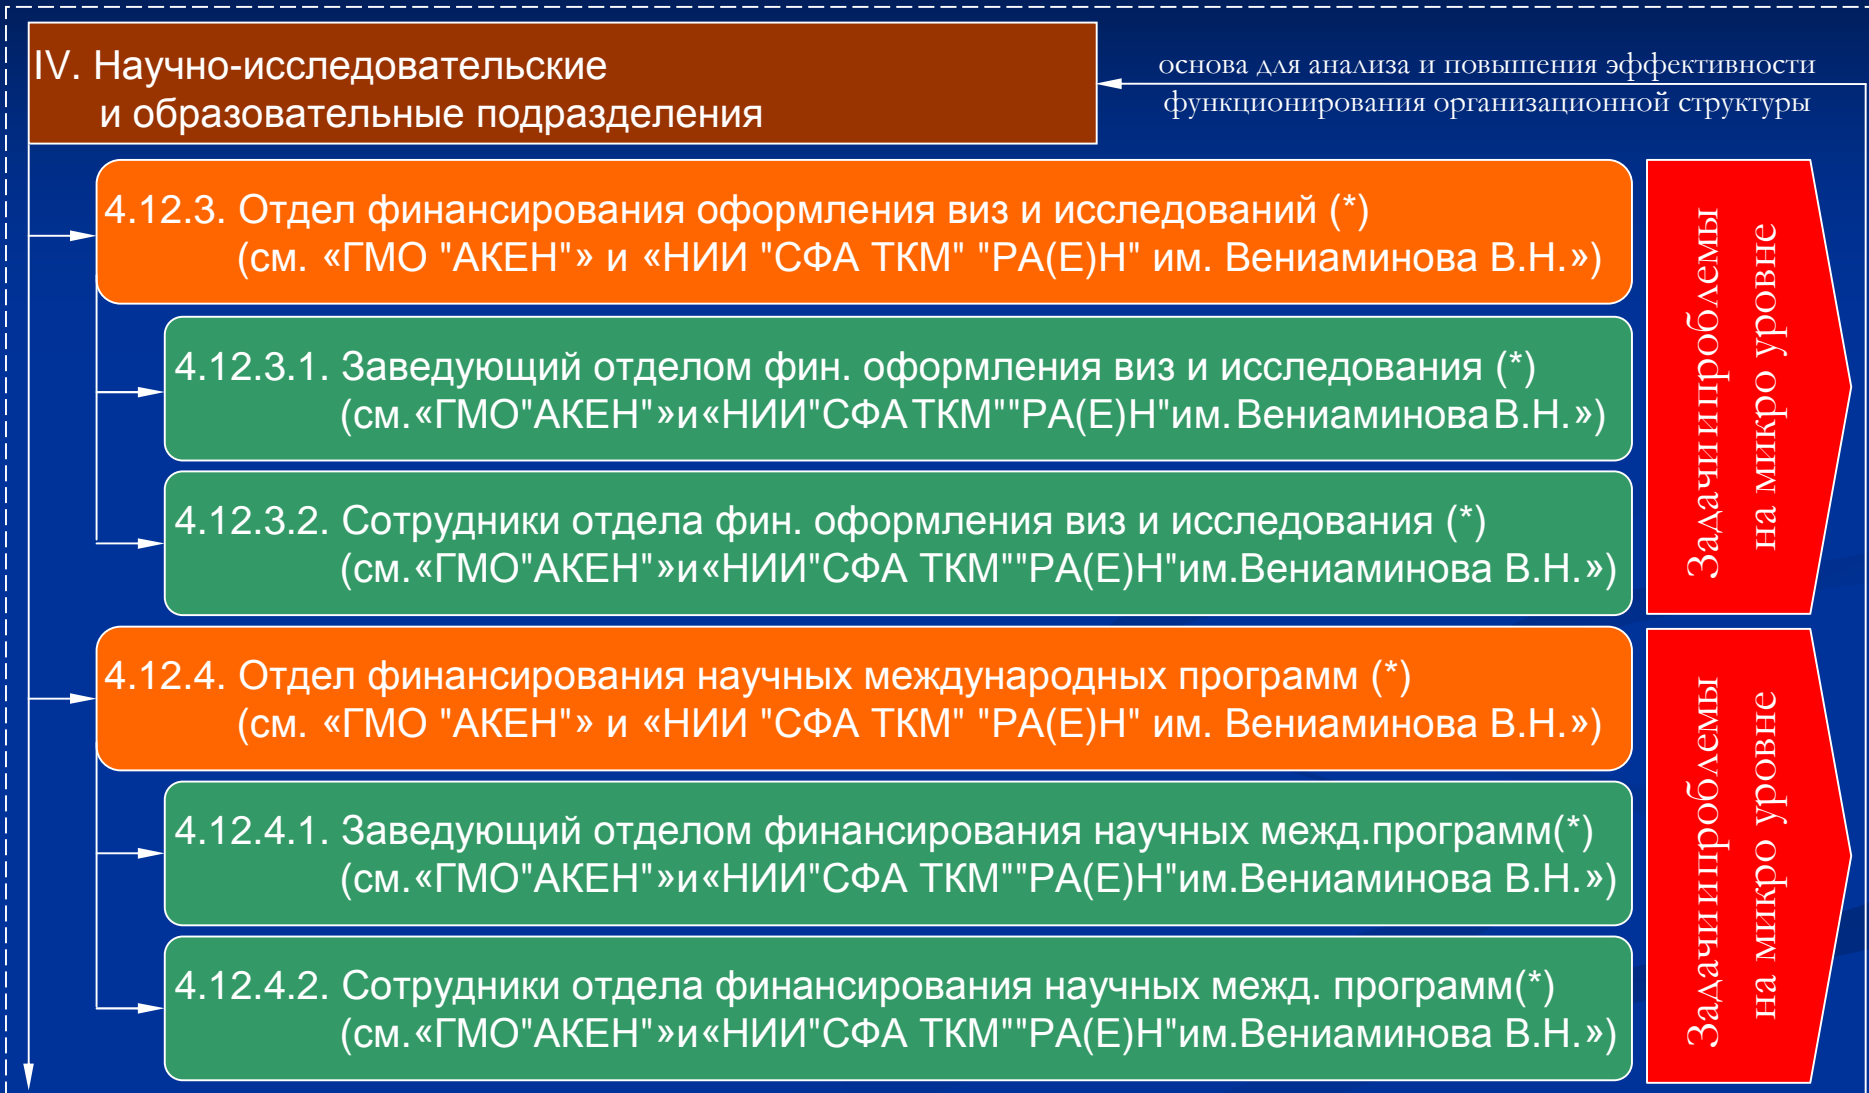 IV. Научно-исследовательские
и образовательные подразделения
основа для анализа и повышения эффективности
функционирования организационной структуры
4.12.3. Отдел финансирования оформления виз и исследований (*)
(см. «ГМО "АКЕН"» и «НИИ "СФА ТКМ" "РА(Е)Н" им. Вениаминова В.Н.»)
4.12.3.1. Заведующий отделом фин. оформления виз и исследования (*)
(см.«ГМО"АКЕН"»и«НИИ"СФА ТКМ""РА(Е)Н"им.Вениаминова В.Н.»)
4.12.3.2. Сотрудники отдела фин. оформления виз и исследования (*)
(см.«ГМО"АКЕН"»и«НИИ"СФА ТКМ""РА(Е)Н"им.Вениаминова В.Н.»)
Задачи и проблемы
на микро уровне
4.12.4. Отдел финансирования научных международных программ (*)
(см. «ГМО "АКЕН"» и «НИИ "СФА ТКМ" "РА(Е)Н" им. Вениаминова В.Н.»)
4.12.4.1. Заведующий отделом финансирования научных межд.программ(*)
(см.«ГМО"АКЕН"»и«НИИ"СФА ТКМ""РА(Е)Н"им.Вениаминова В.Н.»)
4.12.4.2. Сотрудники отдела финансирования научных межд. программ(*)
(см.«ГМО"АКЕН"»и«НИИ"СФА ТКМ""РА(Е)Н"им.Вениаминова В.Н.»)
Задачи и проблемы
на микро уровне